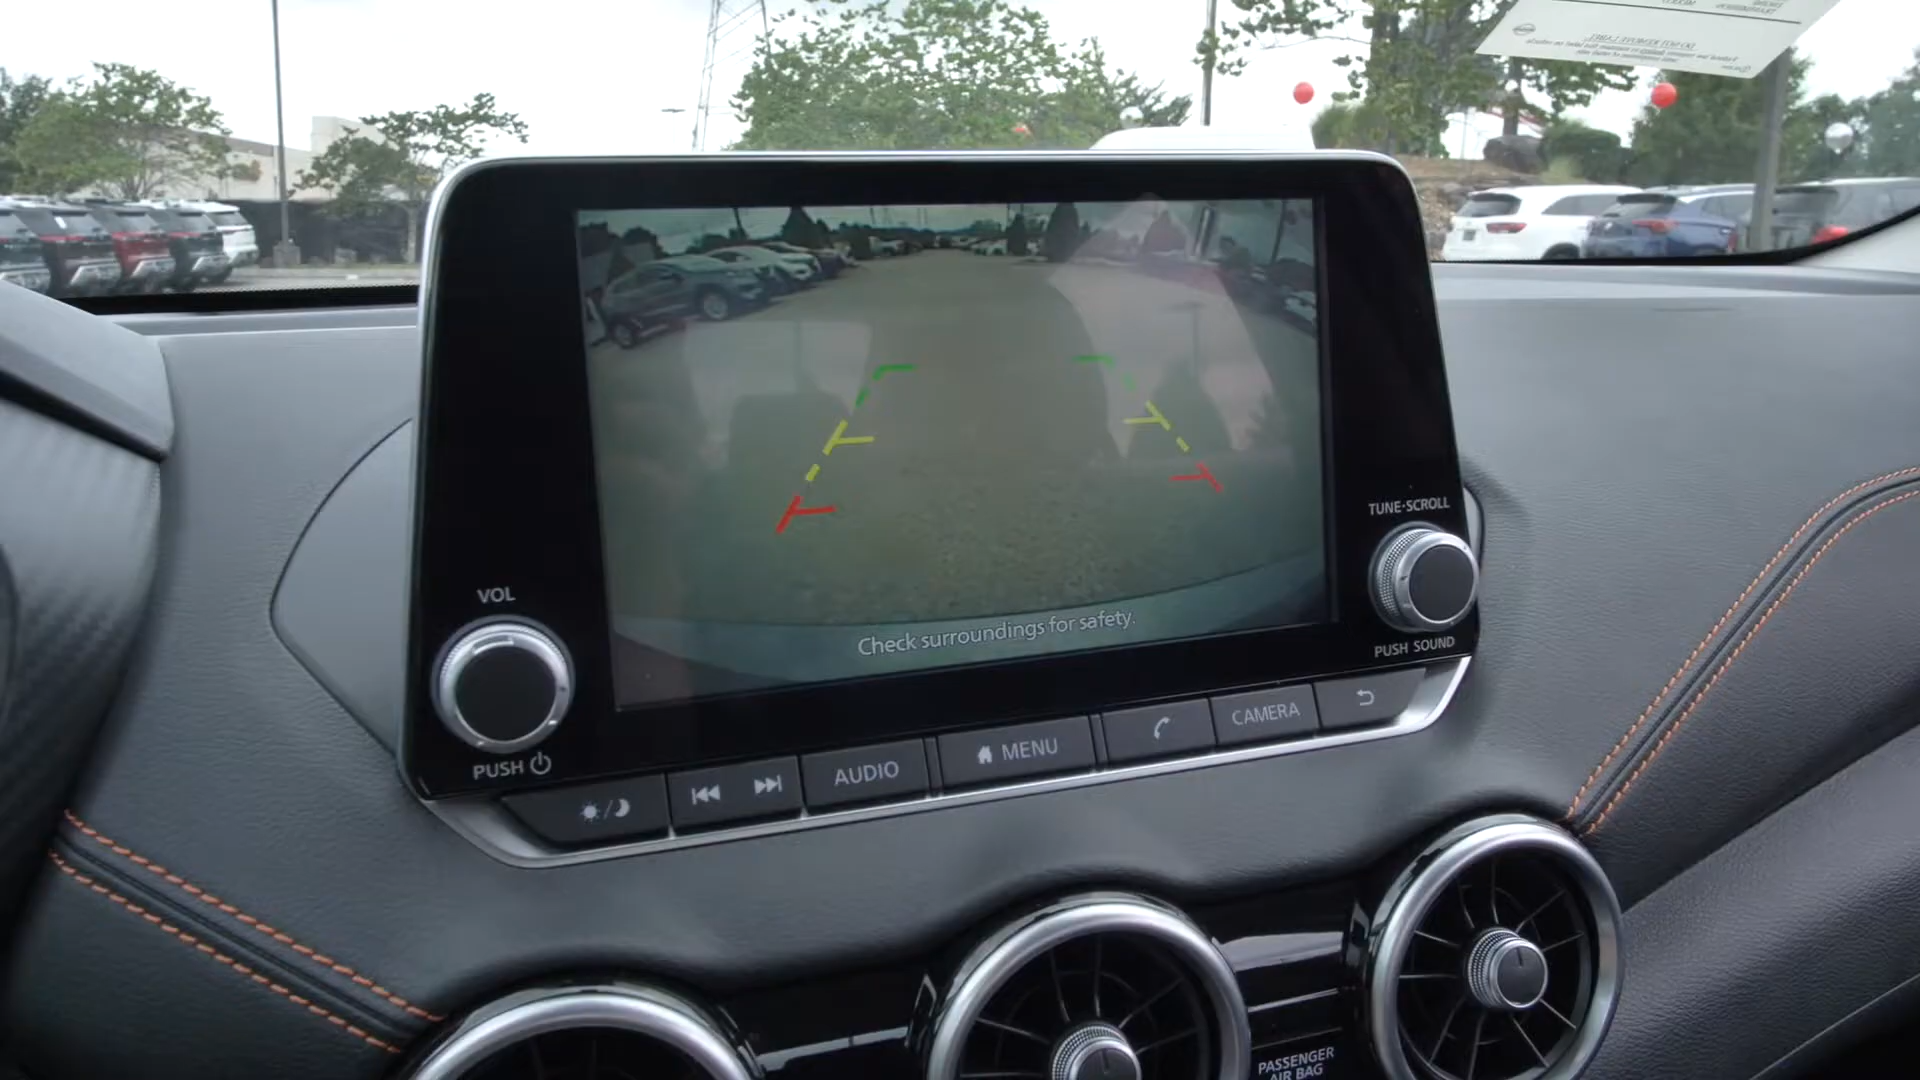 TUNE·SCROLL
VOL
Check surroundings for safety.
PUSH SOUND
PUSH
AUDIO
MENU
CAMERA
PASSENGER
AIR BAG